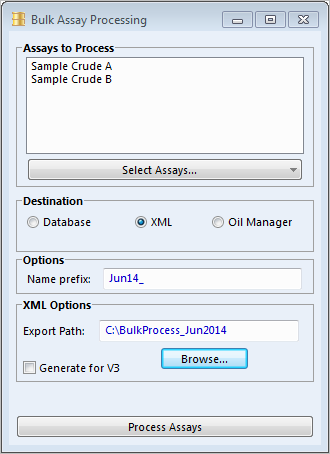 Bulk Assay Processing
Assays to Process
Sample Crude A
Sample Crude B
Select Assays...
Destination
Database XML Oil Manager
Options
Name prefix: Jun14_
XML Options
Export Path: C:\BulkProcess_Jun2014
Browse...
Generate for V3
Process Assays